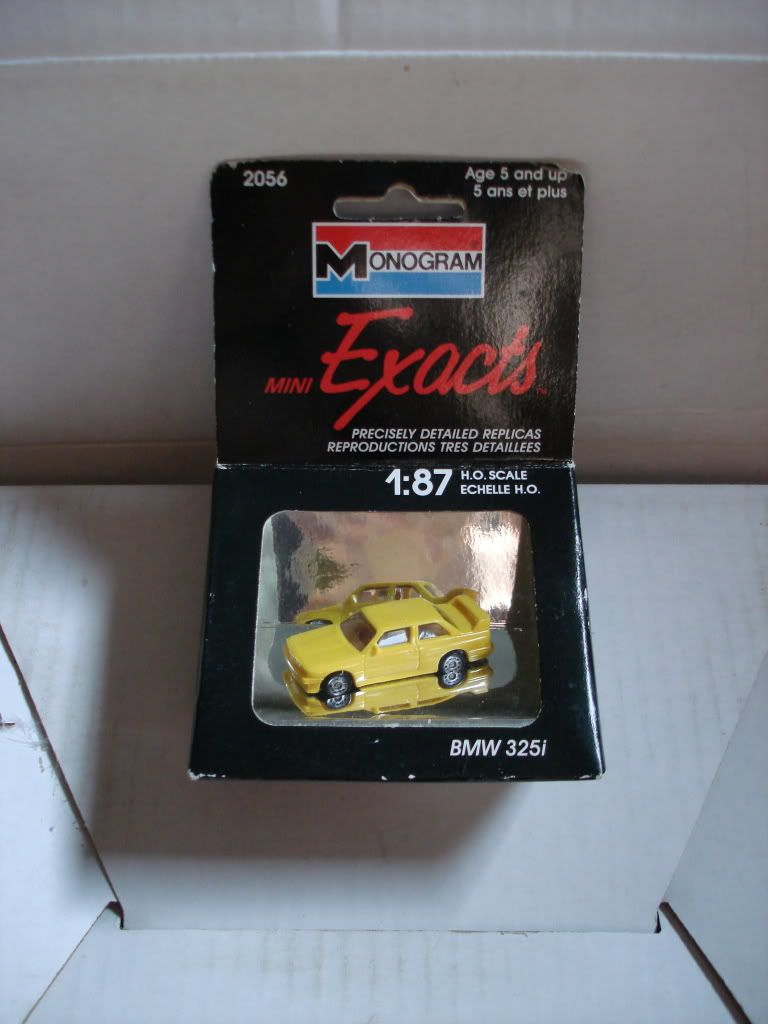 2056
Age 5 and up
5 ans et plus
MONOGRAM
MINI Exacts™
PRECISELY DETAILED REPLICAS
REPRODUCTIONS TRES DETAILLEES
1:87 H.O. SCALE
ECHELLE H.O.
BMW 325i